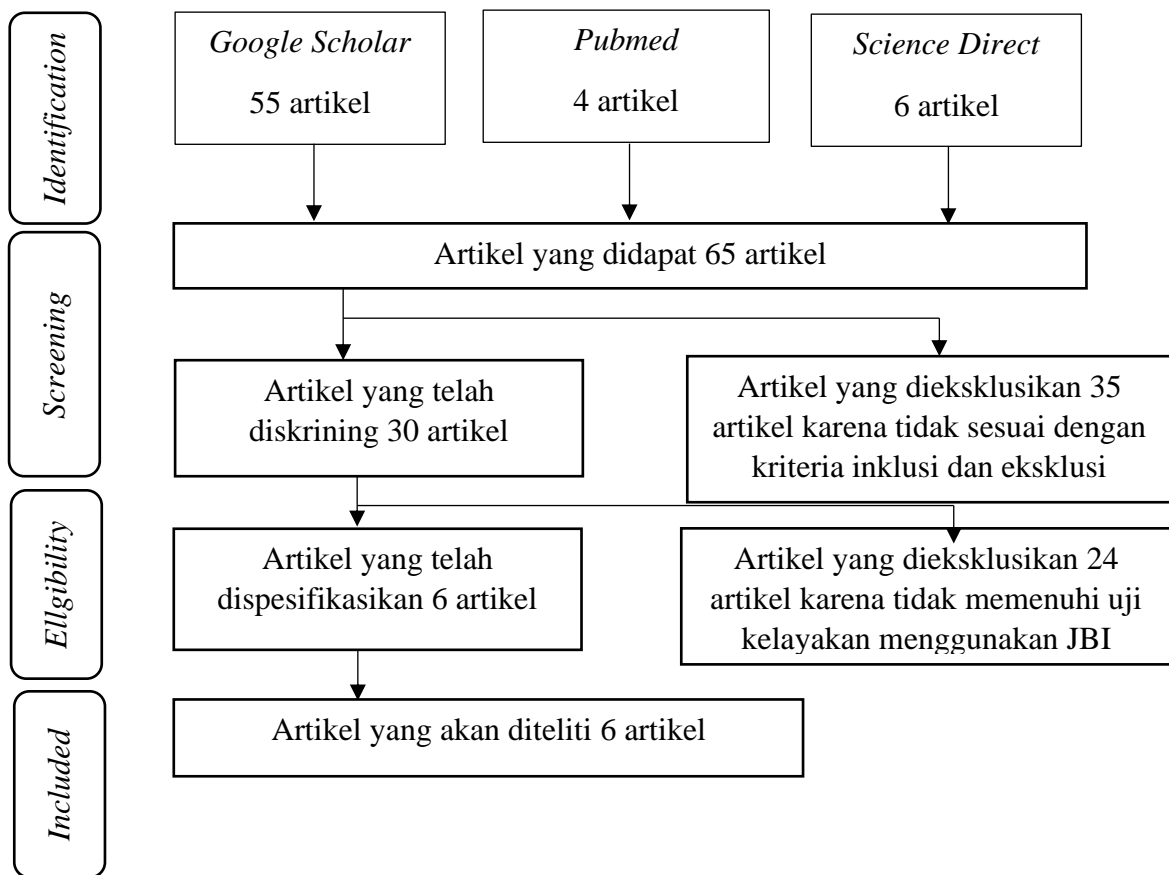 Identification
Google Scholar
55 artikel
Pubmed
4 artikel
Science Direct
6 artikel
Artikel yang didapat 65 artikel
Screening
Artikel yang telah
diskrining 30 artikel
Artikel yang dieksklusikan 35
artikel karena tidak sesuai dengan
kriteria inklusi dan eksklusi
Ellgibility
Artikel yang telah
dispesifikasikan 6 artikel
Artikel yang dieksklusikan 24
artikel karena tidak memenuhi uji
kelayakan menggunakan JBI
Included
Artikel yang akan diteliti 6 artikel